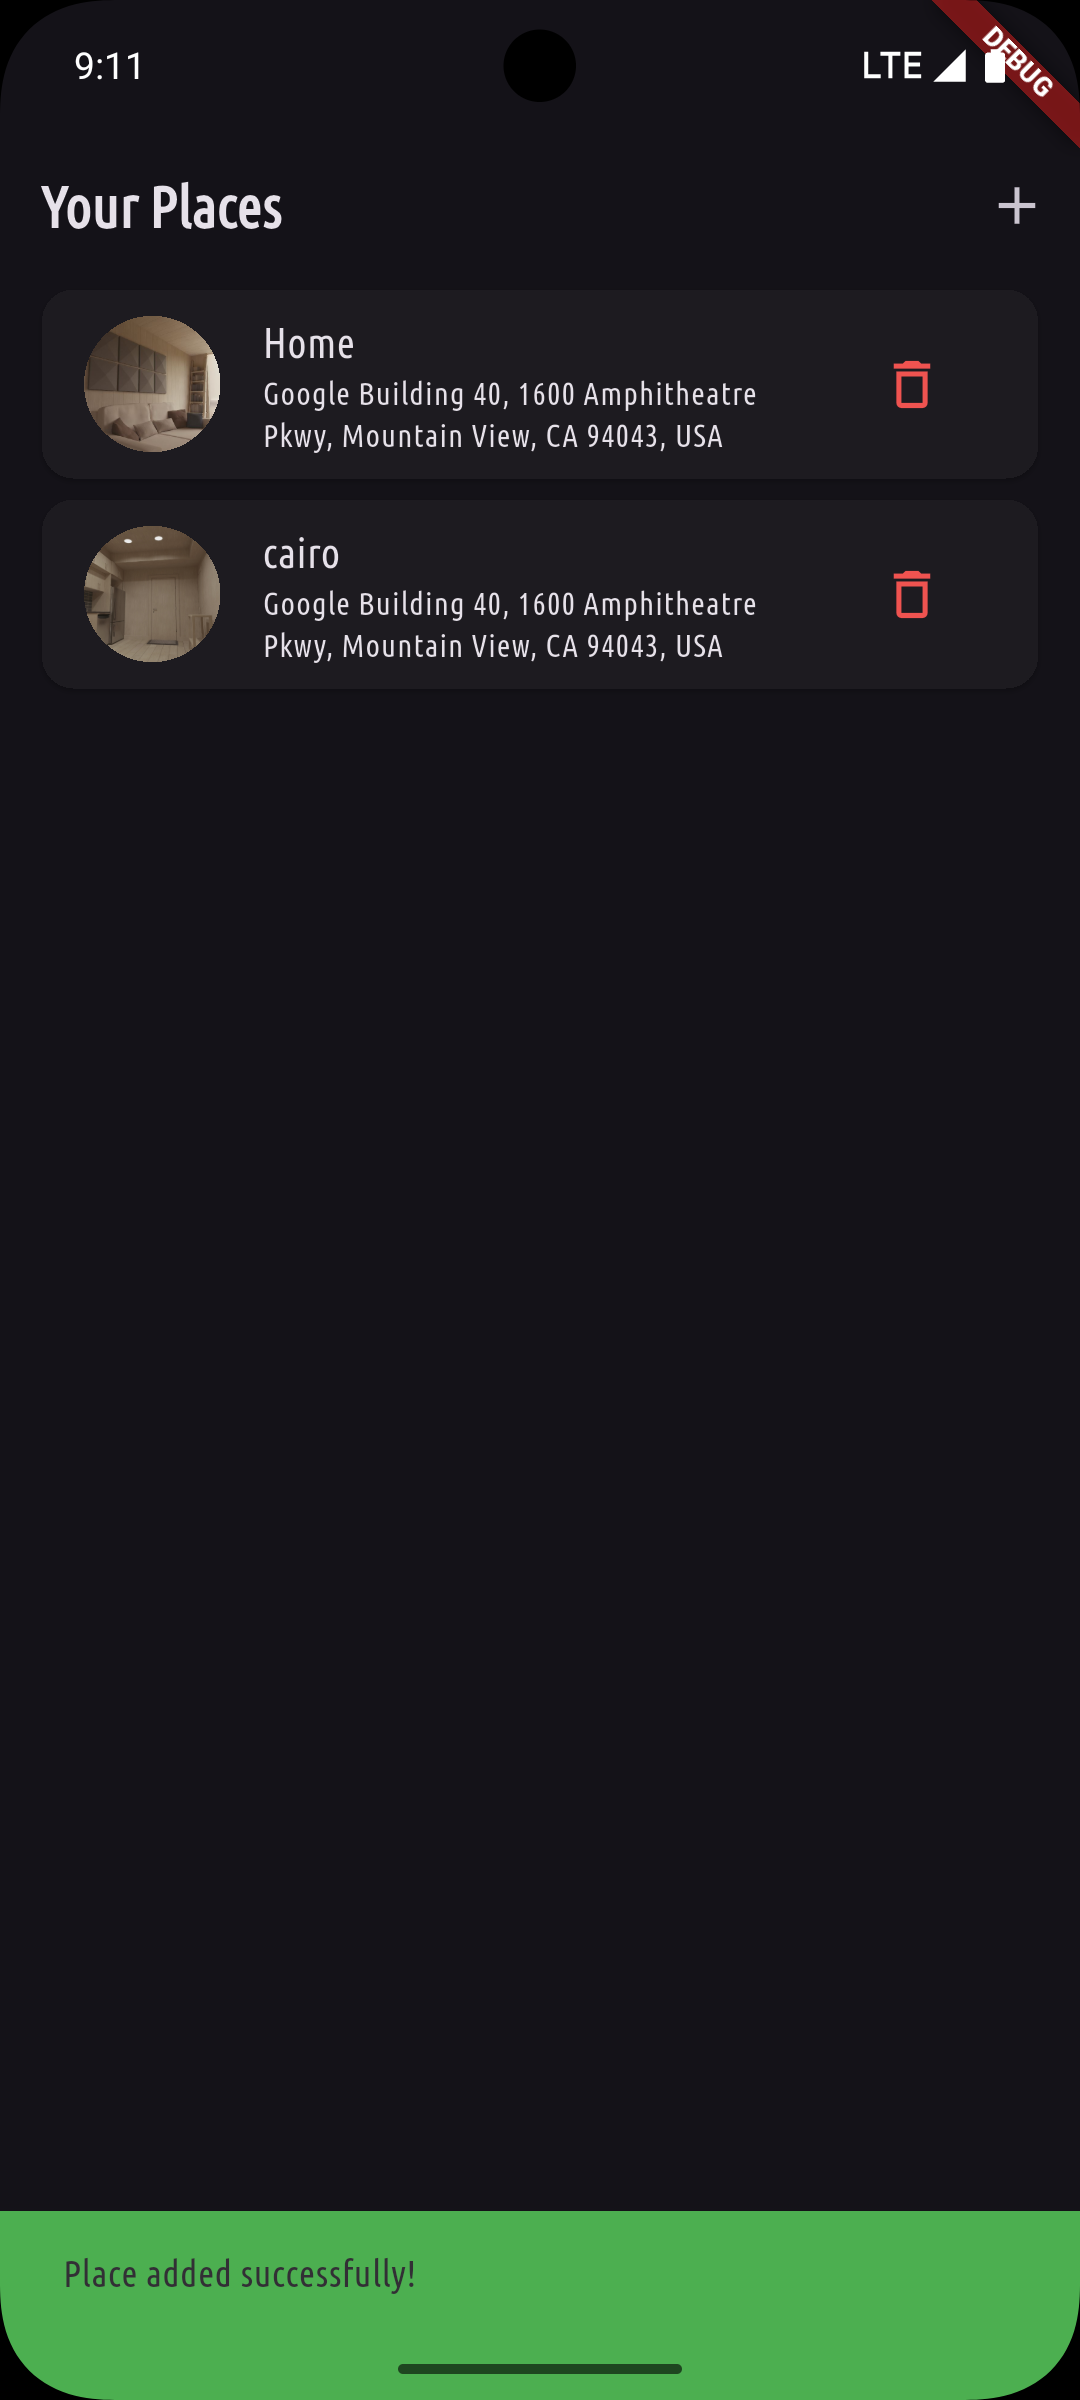 9:11
LTE
DEBUG
Your Places
Home
Google Building 40, 1600 Amphitheatre
Pkwy, Mountain View, CA 94043, USA
cairo
Google Building 40, 1600 Amphitheatre
Pkwy, Mountain View, CA 94043, USA
Place added successfully!